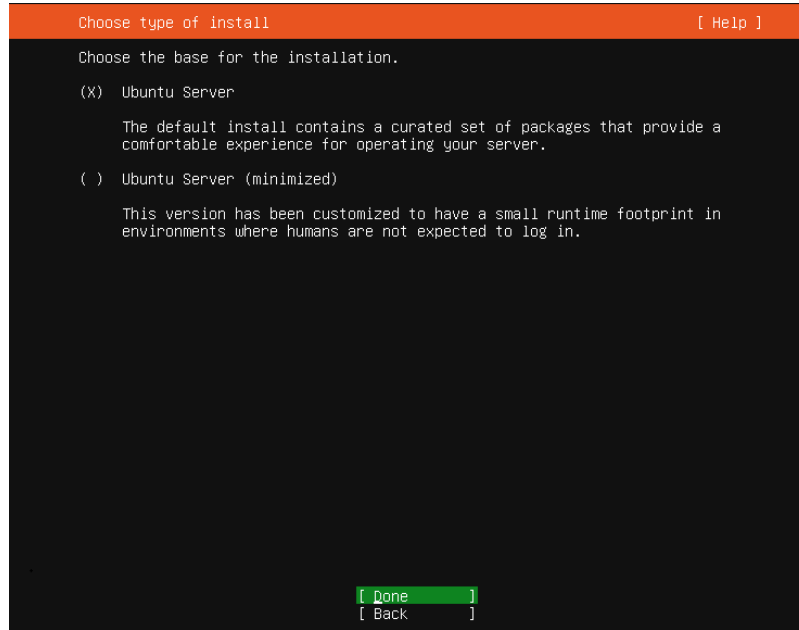 Choose type of install [ Help ]
Choose the base for the installation.
(X) Ubuntu Server
The default install contains a curated set of packages that provide a
comfortable experience for operating your server.
( ) Ubuntu Server (minimized)
This version has been customized to have a small runtime footprint in
environments where humans are not expected to log in.
[ Done ]
[ Back ]